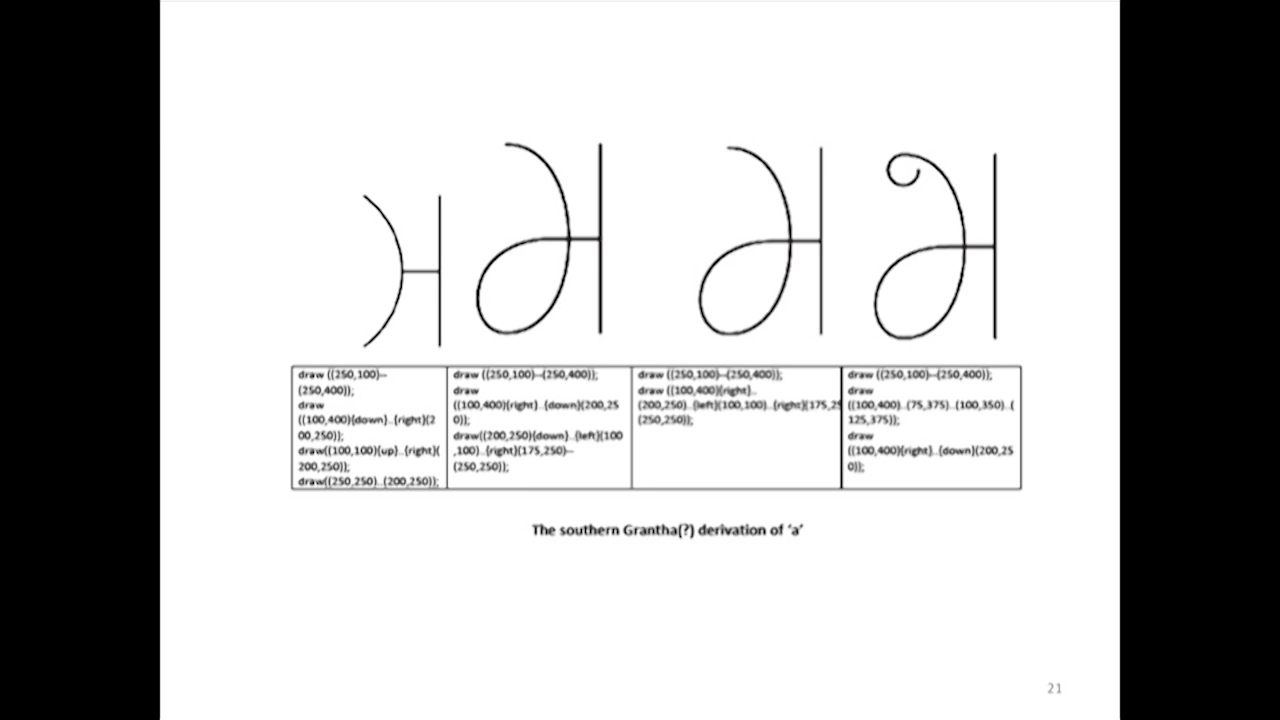 draw ((250,100)--
(250,400));
draw
((100,400){down}..{right}(2
00,250));
draw((100,100){up}..{right}(
200,250));
draw((250,250)..(200,250));
draw ((250,100)--(250,400));
draw
((100,400){right}..{down}(200,25
0));
draw((200,250){down}..{left}(100
,100)..{right}(175,250)--
(250,250));
draw ((250,100)--(250,400));
draw ((100,400){right}..
(200,250)..{left}(100,100)..{right}(175,25
(250,250));
draw ((250,100)--(250,400));
draw
((100,400)..(75,375)..(100,350)..(
125,375));
draw
((100,400){right}..{down}(200,25
0));
The southern Grantha(?) derivation of ‘a’
21